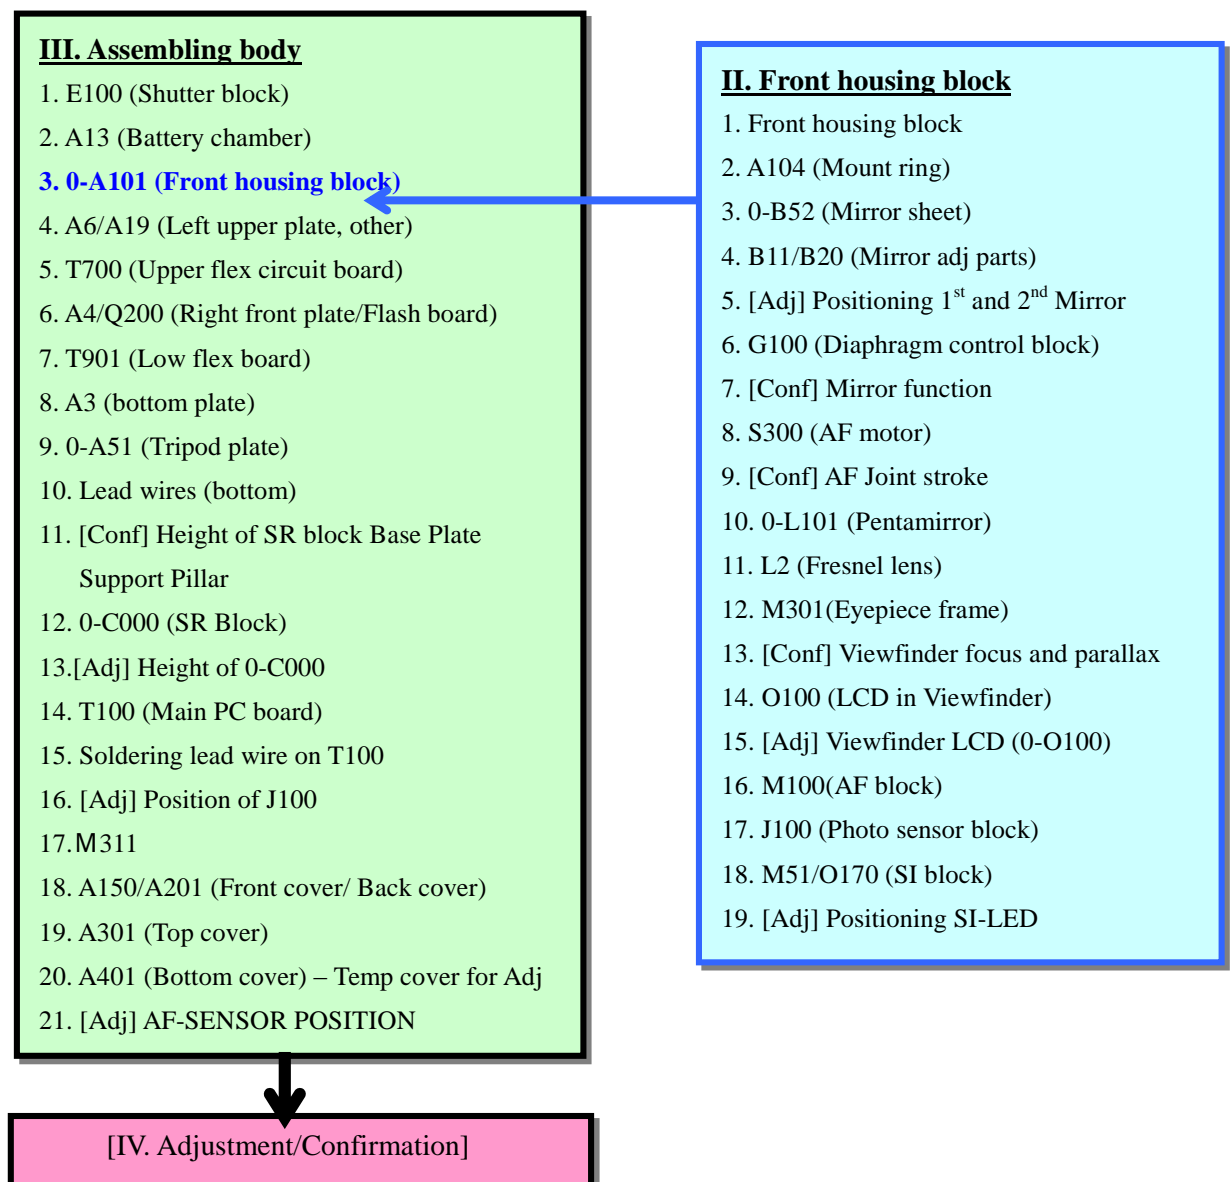 III. Assembling body
1. E100 (Shutter block)
2. A13 (Battery chamber)
3. 0-A101 (Front housing block)
4. A6/A19 (Left upper plate, other)
5. T700 (Upper flex circuit board)
6. A4/Q200 (Right front plate/Flash board)
7. T901 (Low flex board)
8. A3 (bottom plate)
9. 0-A51 (Tripod plate)
10. Lead wires (bottom)
11. [Conf] Height of SR block Base Plate
Support Pillar
12. 0-C000 (SR Block)
13.[Adj] Height of 0-C000
14. T100 (Main PC board)
15. Soldering lead wire on T100
16. [Adj] Position of J100
17.M311
18. A150/A201 (Front cover/ Back cover)
19. A301 (Top cover)
20. A401 (Bottom cover) – Temp cover for Adj
21. [Adj] AF-SENSOR POSITION
II. Front housing block
1. Front housing block
2. A104 (Mount ring)
3. 0-B52 (Mirror sheet)
4. B11/B20 (Mirror adj parts)
5. [Adj] Positioning 1st and 2nd Mirror
6. G100 (Diaphragm control block)
7. [Conf] Mirror function
8. S300 (AF motor)
9. [Conf] AF Joint stroke
10. 0-L101 (Pentamirror)
11. L2 (Fresnel lens)
12. M301(Eyepiece frame)
13. [Conf] Viewfinder focus and parallax
14. O100 (LCD in Viewfinder)
15. [Adj] Viewfinder LCD (0-O100)
16. M100(AF block)
17. J100 (Photo sensor block)
18. M51/O170 (SI block)
19. [Adj] Positioning SI-LED
[IV. Adjustment/Confirmation]